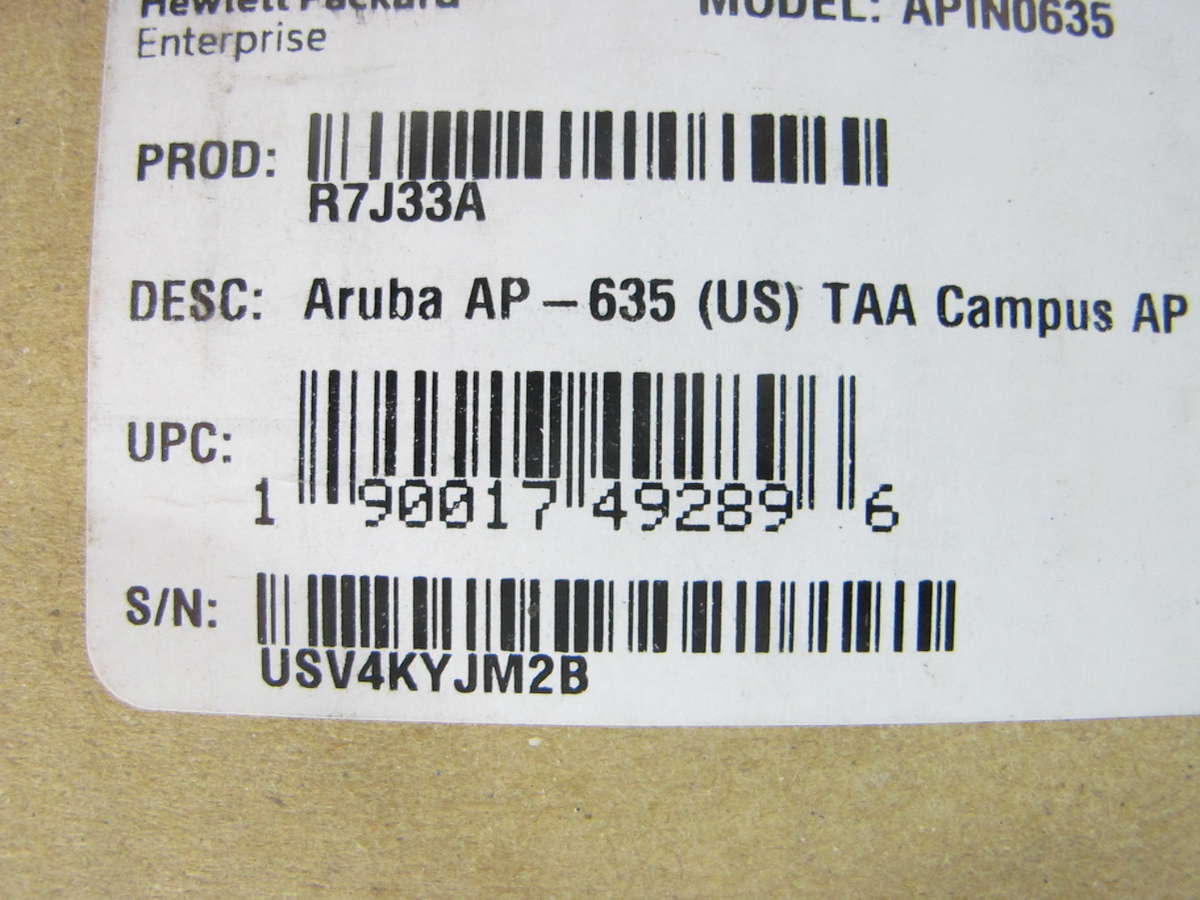 Hewlett Packard
Enterprise
MODEL: APIN0635
PROD:
R7J33A
DESC: Aruba AP-635 (US) TAA Campus AP
UPC:
1 90017 49289 6
S/N:
USV4KYJM2B